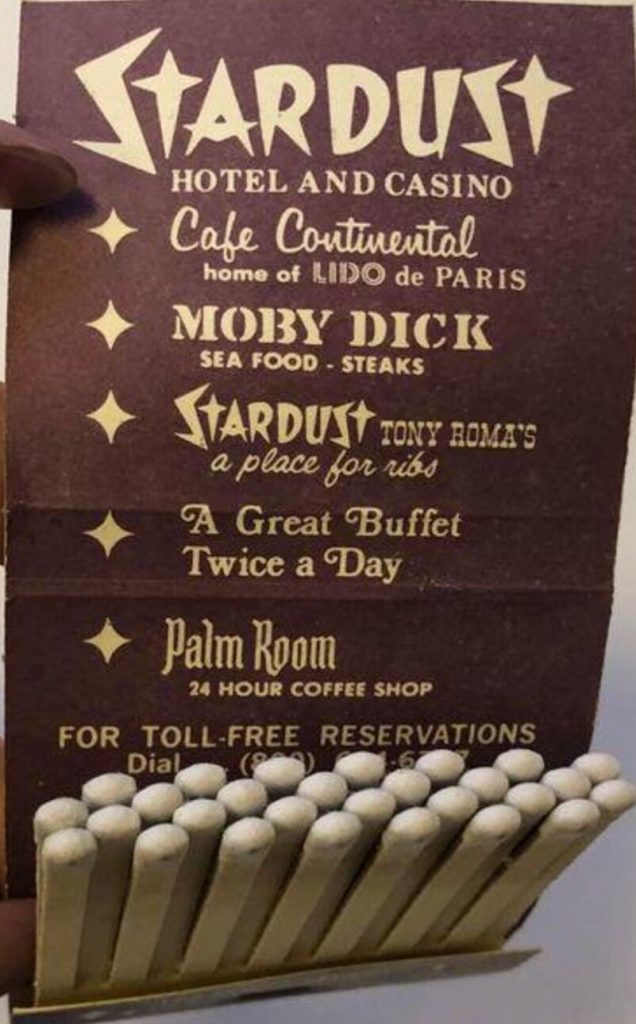 STARDUST
HOTEL AND CASINO
Cafe Continental
home of LIDO de PARIS
MOBY DICK
SEA FOOD - STEAKS
STARDUST TONY ROMA'S
a place for ribs
A Great Buffet
Twice a Day
Palm Room
24 HOUR COFFEE SHOP
FOR TOLL-FREE RESERVATIONS
Dial